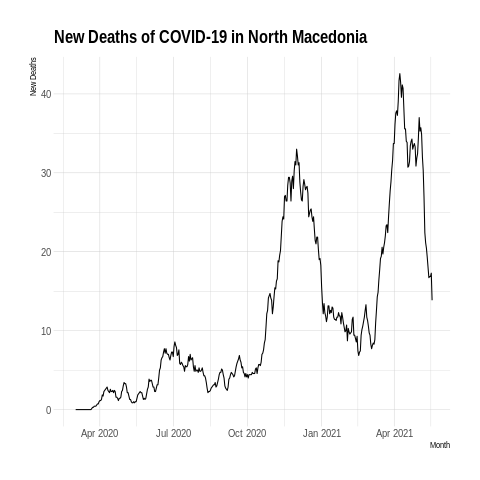 New Deaths of COVID-19 in North Macedonia
New Deaths
40
30
20
10
0
Apr 2020 Jul 2020 Oct 2020 Jan 2021 Apr 2021
Month